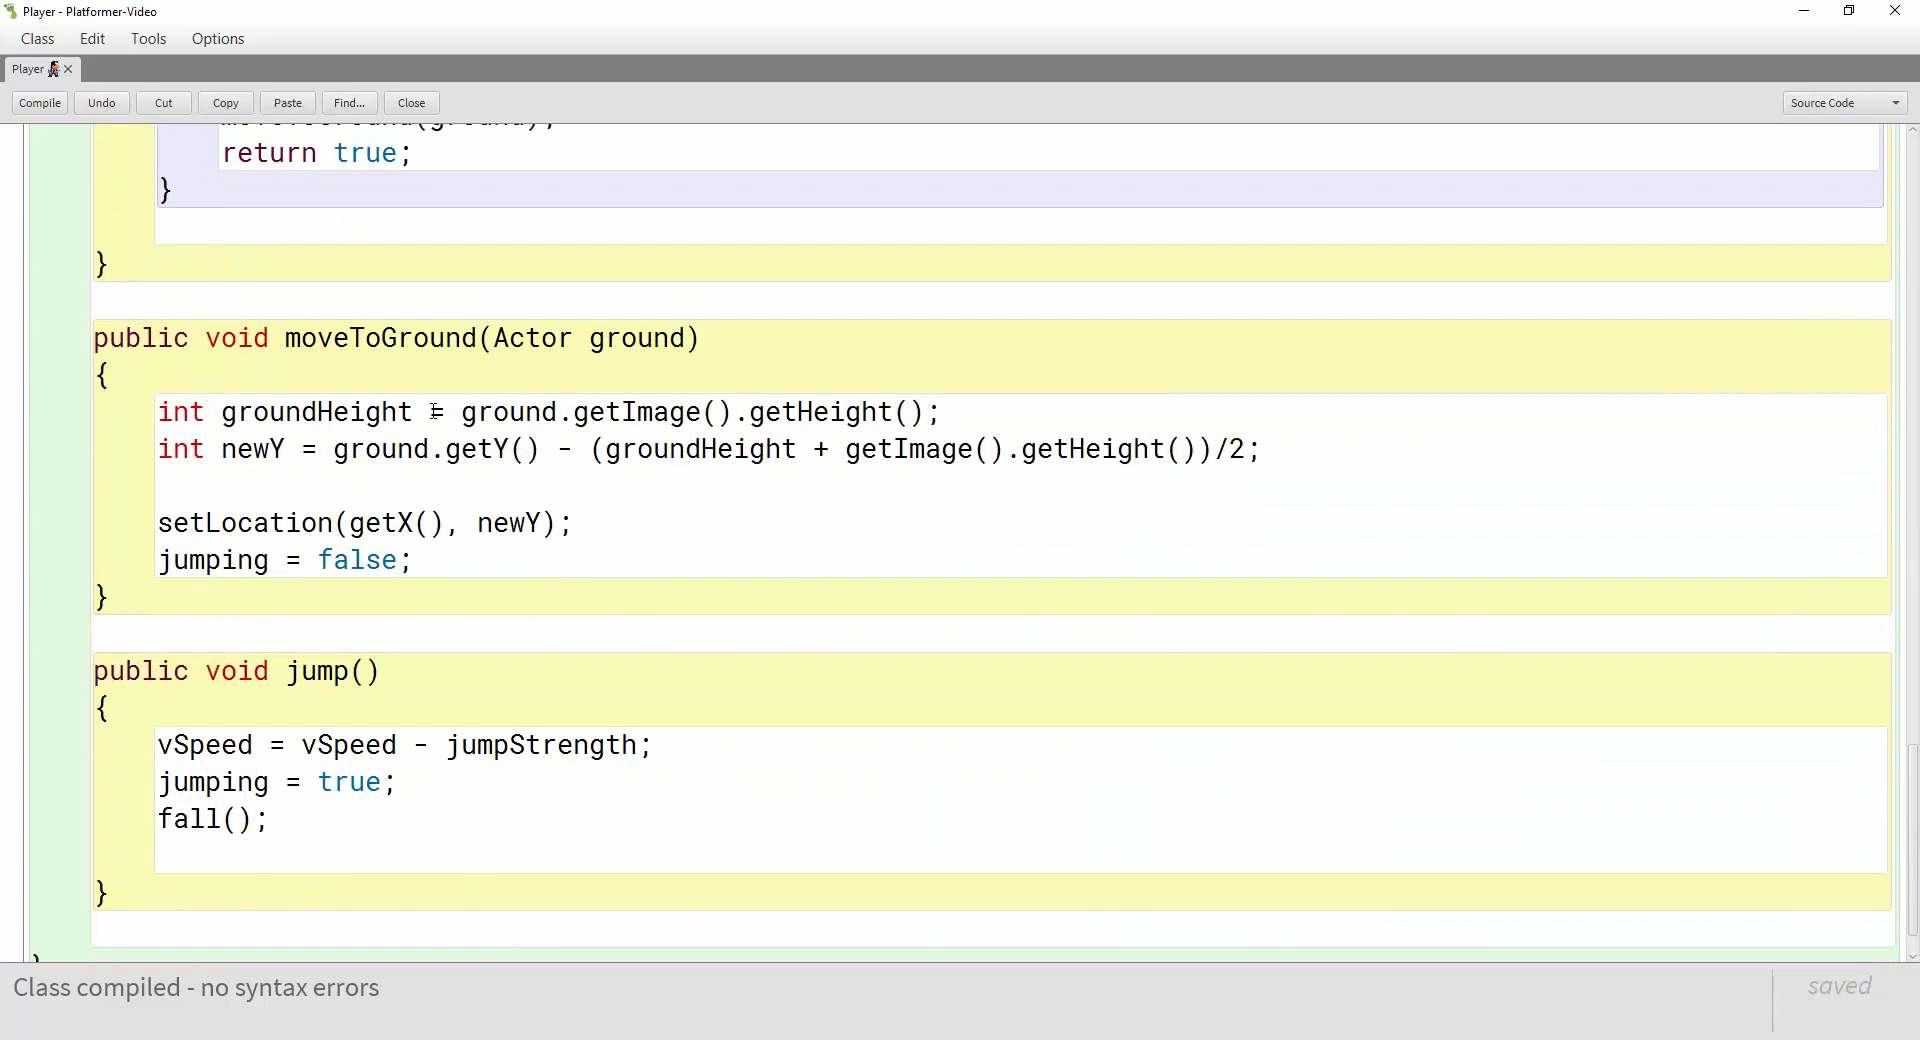 Player - Platformer-Video
Class Edit Tools Options
Player
Compile Undo Cut Copy Paste Find... Close Source Code
return true;
}
}
public void moveToGround(Actor ground)
{
int groundHeight = ground.getImage().getHeight();
int newY = ground.getY() - (groundHeight + getImage().getHeight())/2;
setLocation(getX(), newY);
jumping = false;
}
public void jump()
{
vSpeed = vSpeed - jumpStrength;
jumping = true;
fall();
}
Class compiled - no syntax errors
saved